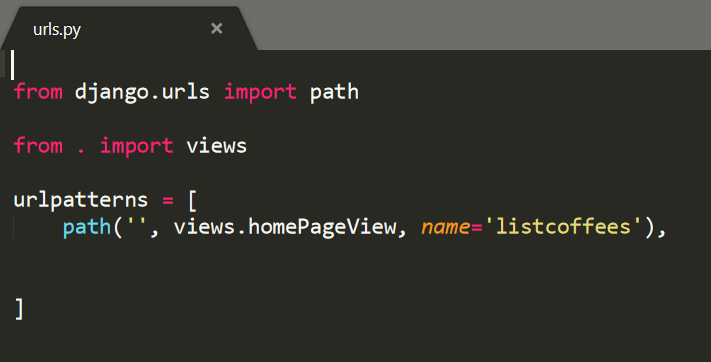 urls.py ×
from django.urls import path
from . import views
urlpatterns = [
path('', views.homePageView, name='listcoffees'),
]